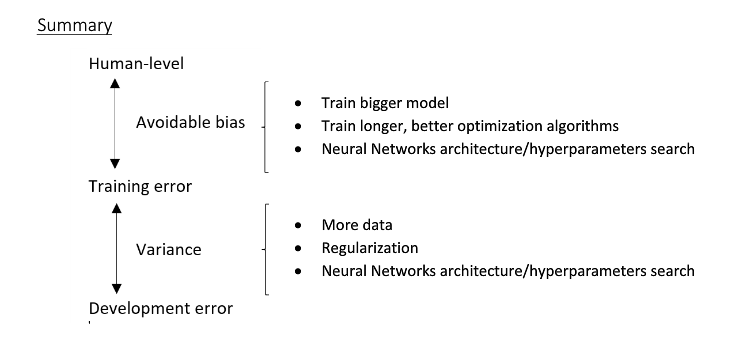 Summary
Human-level
Avoidable bias
• Train bigger model
• Train longer, better optimization algorithms
• Neural Networks architecture/hyperparameters search
Training error
Variance
• More data
• Regularization
• Neural Networks architecture/hyperparameters search
Development error